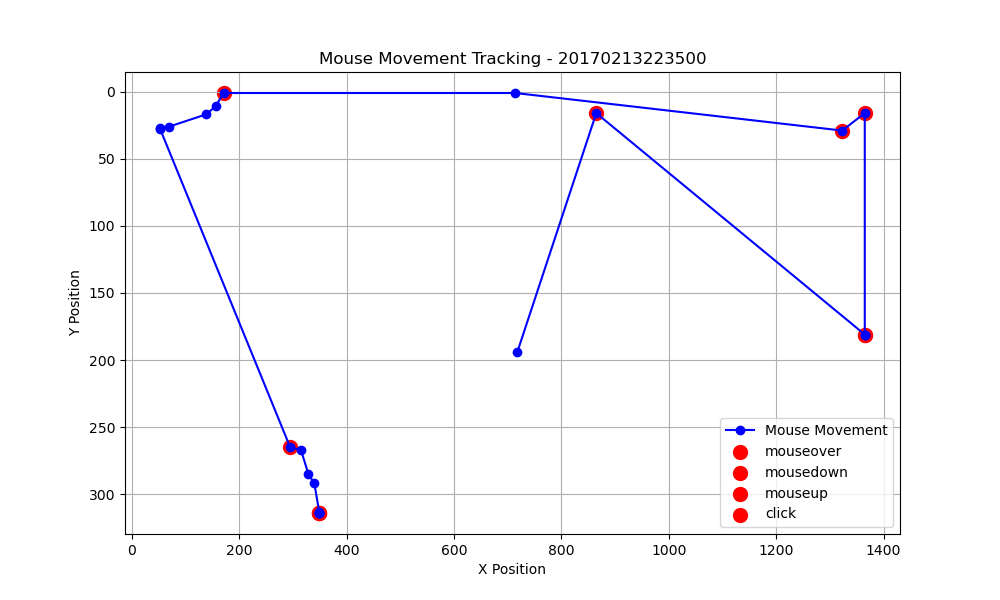 Mouse Movement Tracking - 20170213223500
0
50
100
150
200
250
300
Y Position
Mouse Movement
mouseover
mousedown
mouseup
click
0 200 400 600 800 1000 1200 1400
X Position